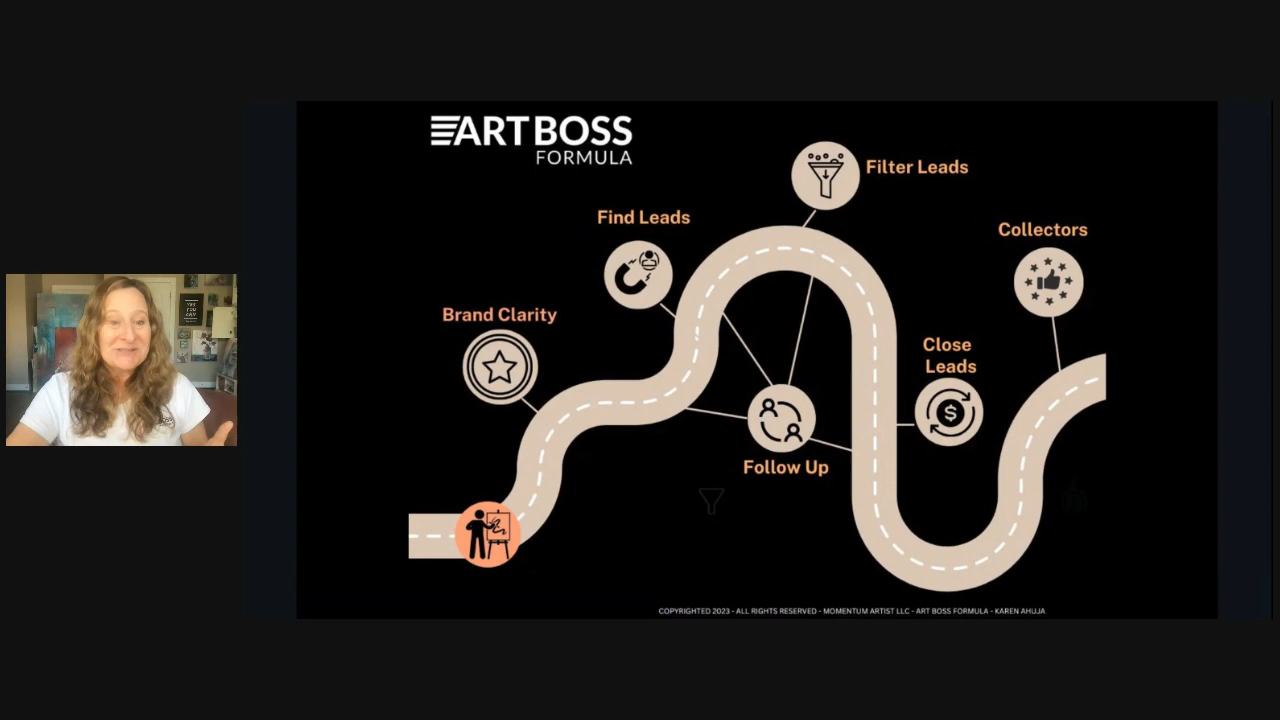 ART BOSS
FORMULA
Filter Leads
Find Leads
Collectors
Brand Clarity
Close
Leads
Follow Up
$
COPYRIGHTED 2023 - ALL RIGHTS RESERVED - MOMENTUM ARTIST LLC - ART BOSS FORMULA - KAREN AHUJA